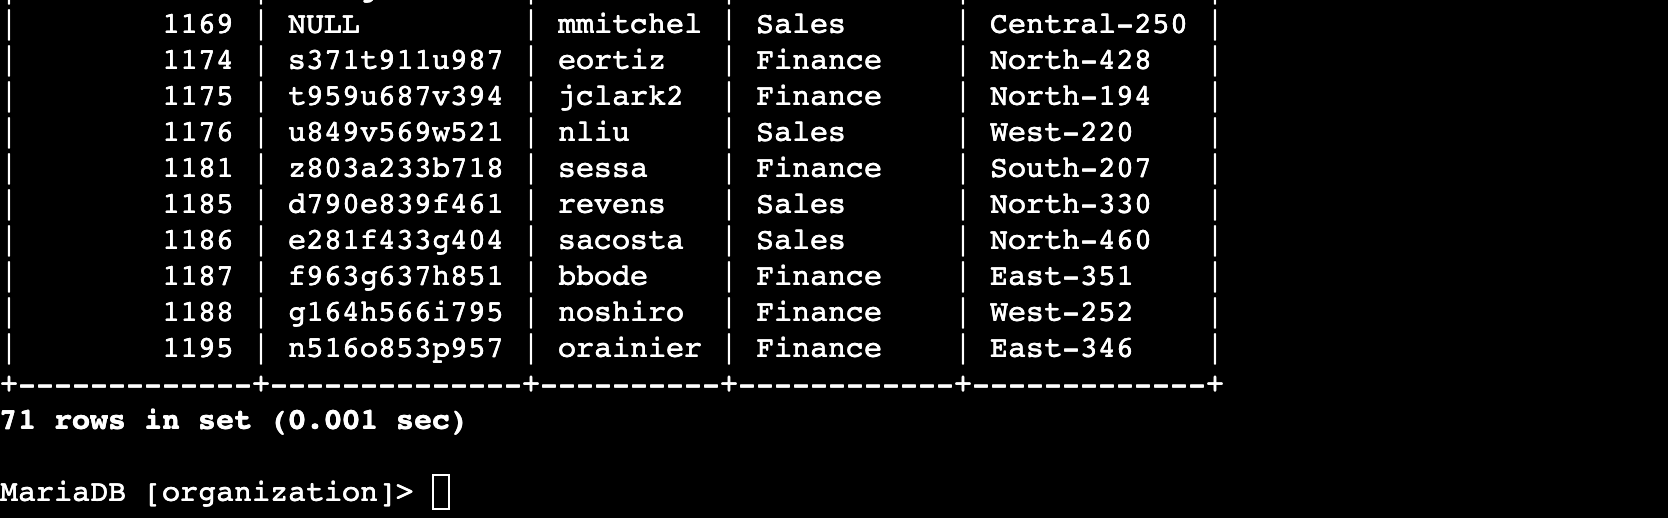 | 1169 | NULL | mmitchel | Sales | Central-250 |
| 1174 | s371t911u987 | eortiz | Finance | North-428 |
| 1175 | t959u687v394 | jclark2 | Finance | North-194 |
| 1176 | u849v569w521 | nliu | Sales | West-220 |
| 1181 | z803a233b718 | sessa | Finance | South-207 |
| 1185 | d790e839f461 | revens | Sales | North-330 |
| 1186 | e281f433g404 | sacosta | Sales | North-460 |
| 1187 | f963g637h851 | bbode | Finance | East-351 |
| 1188 | g164h566i795 | noshiro | Finance | West-252 |
| 1195 | n516o853p957 | orainier | Finance | East-346 |
+-------------+--------------+----------+------------+-------------+
71 rows in set (0.001 sec)
MariaDB [organization]>